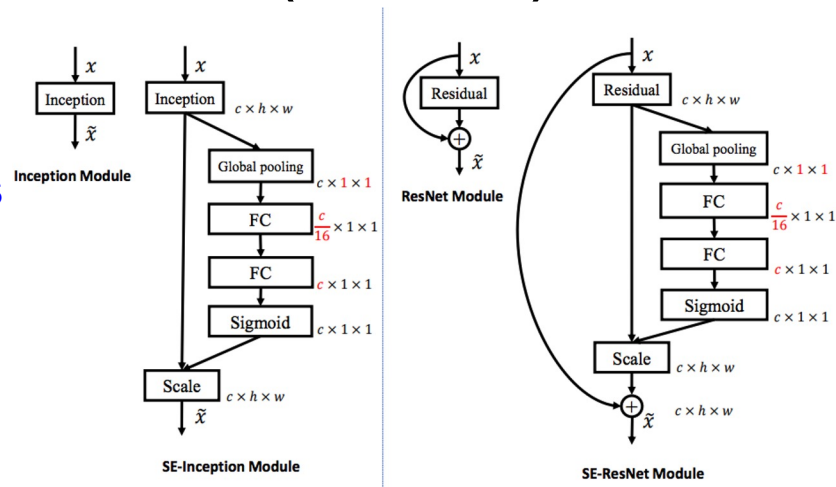 x
Inception
x̃
Inception Module
x
Inception
c × h × w
Global pooling
c × 1 × 1
FC
c/16 × 1 × 1
FC
c × 1 × 1
Sigmoid
c × 1 × 1
Scale
c × h × w
x̃
SE-Inception Module
x
Residual
+
x̃
ResNet Module
x
Residual
c × h × w
Global pooling
c × 1 × 1
FC
c/16 × 1 × 1
FC
c × 1 × 1
Sigmoid
c × 1 × 1
Scale
c × h × w
+
x̃
c × h × w
SE-ResNet Module